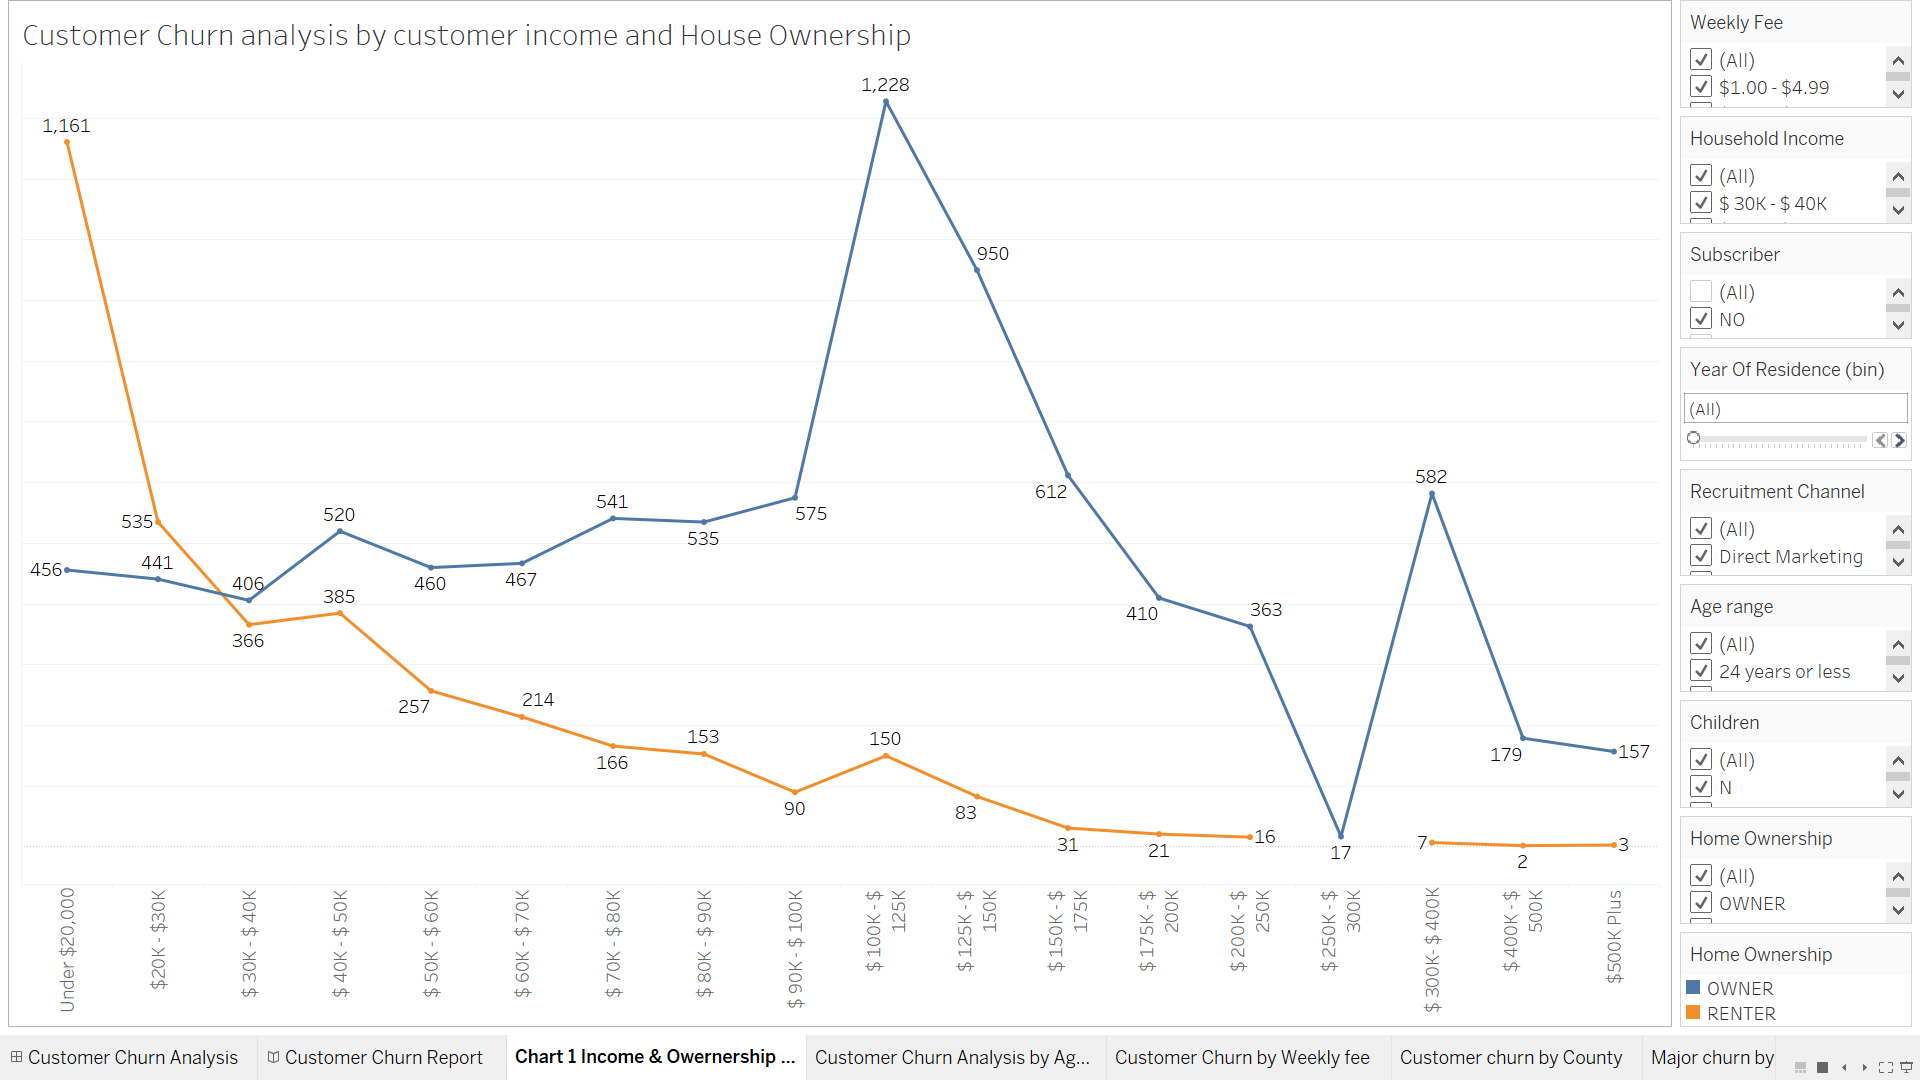 Customer Churn analysis by customer income and House Ownership
1,161
1,228
950
535
456
441
406
366
520
385
460
257
467
214
541
166
535
153
575
90
150
83
612
31
410
21
363
16
17
582
7
179
2
157
3
Under $20,000
$20K - $30K
$ 30K - $ 40K
$ 40K - $ 50K
$ 50K - $ 60K
$ 60K - $ 70K
$ 70K - $ 80K
$ 80K - $ 90K
$ 90K - $ 100K
$ 100K - $
125K
$125K - $
150K
$150K - $
175K
$175K - $
200K
$ 200K - $
250K
$ 250K - $
300K
$ 300K- $ 400K
$ 400K - $
500K
$500K Plus
Weekly Fee
(All)
$1.00 - $4.99
Household Income
(All)
$ 30K - $ 40K
Subscriber
(All)
NO
Year Of Residence (bin)
(All)
Recruitment Channel
(All)
Direct Marketing
Age range
(All)
24 years or less
Children
(All)
N
Home Ownership
(All)
OWNER
Home Ownership
OWNER
RENTER
Customer Churn Analysis
Customer Churn Report
Chart 1 Income & Owernership ...
Customer Churn Analysis by Ag...
Customer Churn by Weekly fee
Customer churn by County
Major churn by